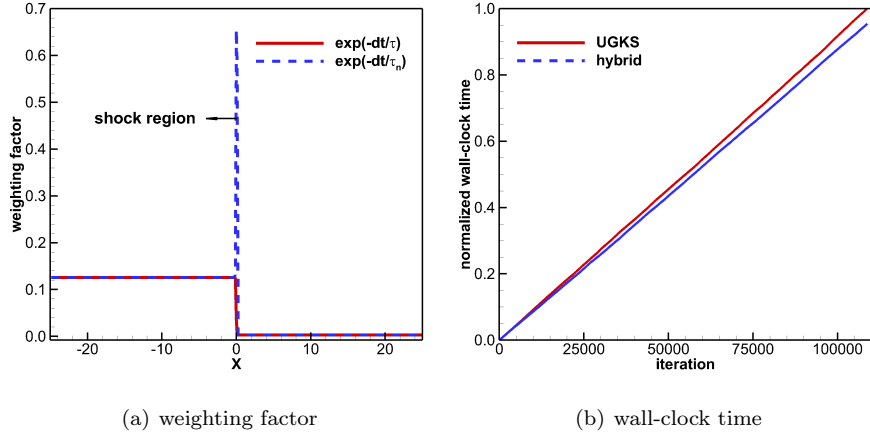 0.7
0.6
0.5
0.4
0.3
0.2
0.1
0.0
weighting factor
exp(-dt/τ)
exp(-dt/τn)
shock region
-20
-10
0
10
20
X
(a) weighting factor
1.0
0.8
0.6
0.4
0.2
0.0
normalized wall-clock time
UGKS
hybrid
0
25000
50000
75000
100000
iteration
(b) wall-clock time